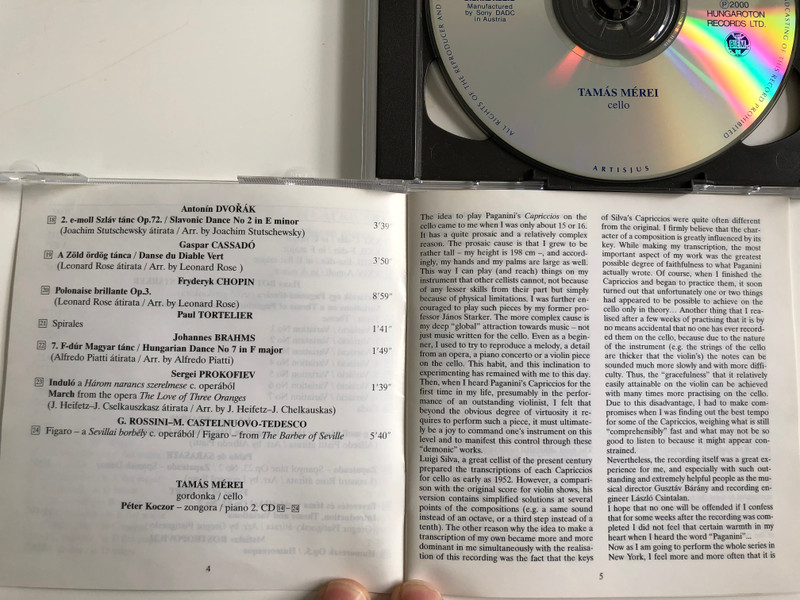 Manufactured
by Sony DADC
in Austria
℗2000
HUNGAROTON
RECORDS LTD.
BIEM
TAMÁS MÉREI
cello
ALL RIGHTS OF THE REPRODUCER AND
ARTISJUS
BROADCASTING OF THIS RECORD PROHIBITED
Antonín DVOŘÁK
18 2. e-moll Szláv tánc Op.72. / Slavonic Dance No 2 in E minor 3'39"
(Joachim Stutschewsky átirata / Arr. by Joachim Stutschewsky)
Gaspar CASSADÓ
19 A Zöld ördög tánca / Danse du Diable Vert 3'50"
(Leonard Rose átirata / Arr. by Leonard Rose )
Fryderyk CHOPIN
20 Polonaise brillante Op.3. 8'59"
(Leonard Rose átirata / Arr. by Leonard Rose)
Paul TORTELIER
21 Spirales 1'41"
Johannes BRAHMS
22 7. F-dúr Magyar tánc / Hungarian Dance No 7 in F major 1'49"
(Alfredo Piatti átirata / Arr. by Alfredo Piatti)
Sergei PROKOFIEV
23 Induló a Három narancs szerelmese c. operából 1'39"
March from the opera The Love of Three Oranges
(J. Heifetz–J. Cselkauszkasz átirata / Arr. by J. Heifetz–J. Chelkauskas)
G. ROSSINI–M. CASTELNUOVO-TEDESCO
24 Figaro – a Sevillai borbély c. operából / Figaro – from The Barber of Seville 5'40"
TAMÁS MÉREI
gordonka / cello
Péter Koczor – zongora / piano 2. CD
4
The idea to play Paganini's Capriccios on the
cello came to me when I was only about 15 or 16.
It has a quite prosaic and a relatively complex
reason. The prosaic cause is that I grew to be
rather tall – my height is 198 cm –, and accord-
ingly, my hands and my palms are large as well.
This way I can play (and reach) things on my
instrument that other cellists cannot, not because
of any lesser skills from their part but simply
because of physical limitations. I was further en-
couraged to play such pieces by my former pro-
fessor János Starker. The more complex cause is
my deep "global" attraction towards music – not
just music written for the cello. Even as a begin-
ner, I used to try to reproduce a melody, a detail
from an opera, a piano concerto or a violin piece
on the cello. This habit, and this inclination to
experimenting has remained with me to this day.
Then, when I heard Paganini's Capriccios for the
first time in my life, presumably in the perfor-
mance of an outstanding violinist, I felt that
beyond the obvious degree of virtuosity it re-
quires to perform such a piece, it must ultimate-
ly be a joy to command one's instrument on this
level and to manifest this control through these
"demonic" works.
Luigi Silva, a great cellist of the present century
prepared the transcriptions of each Capriccios
for cello as early as 1952. However, a compari-
son with the original score for violin shows, his
version contains simplified solutions at several
points of the compositions (e.g. a same sound
instead of an octave, or a third step instead of a
tenth). The other reason why the idea to make a
transcription of my own became more and more
dominant in me simultaneously with the realisa-
tion of this recording was the fact that the keys
of Silva's Capriccios were quite often different
from the original. I firmly believe that the char-
acter of a composition is greatly influenced by its
key. While making my transcription, the most
important aspect of my work was the greatest
possible degree of faithfulness to what Paganini
actually wrote. Of course, when I finished the
Capriccios and began to practice them, it soon
turned out that unfortunately one or two things
had appeared to be possible to achieve on the
cello only in theory… Another thing that I rea-
lised after a few weeks of practising that it is by
no means accidental that no one has ever record-
ed them on the cello, because due to the nature
of the instrument (e.g. the strings of the cello
are thicker that the violin's) the notes can be
sounded much more slowly and with more diffi-
culty. Thus, the "gracefulness" that is relatively
easily attainable on the violin can be achieved
with many times more practising on the cello.
Due to this disadvantage, I had to make com-
promises when I was finding out the best tempo
for some of the Capriccios, weighing what is still
"comprehensibly" fast and what may not be so
good to listen to because it might appear con-
strained.
Nevertheless, the recording itself was a great ex-
perience for me, and especially with such out-
standing and extremely helpful people as the mu-
sical director Gusztáv Bárány and recording en-
gineer László Csintalan.
I hope that no one will be offended if I confess
that for some weeks after the recording was com-
pleted I did not feel that certain warmth in my
heart when I heard the word "Paganini"...
Now as I am going to perform the whole series in
New York, I feel more and more often that it is
5